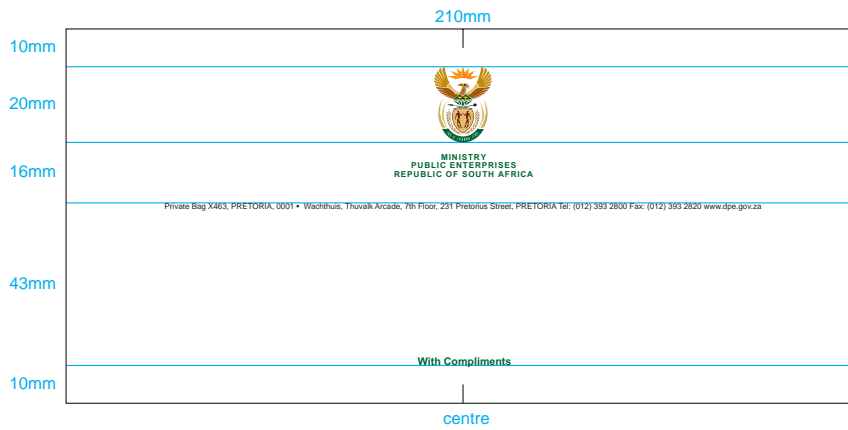 210mm
10mm
20mm
MINISTRY
PUBLIC ENTERPRISES
REPUBLIC OF SOUTH AFRICA
16mm
Private Bag X463, PRETORIA, 0001 • Wachthuis, Thuvalk Arcade, 7th Floor, 231 Pretorius Street, PRETORIA Tel: (012) 393 2800 Fax: (012) 393 2820 www.dpe.gov.za
43mm
With Compliments
10mm
centre